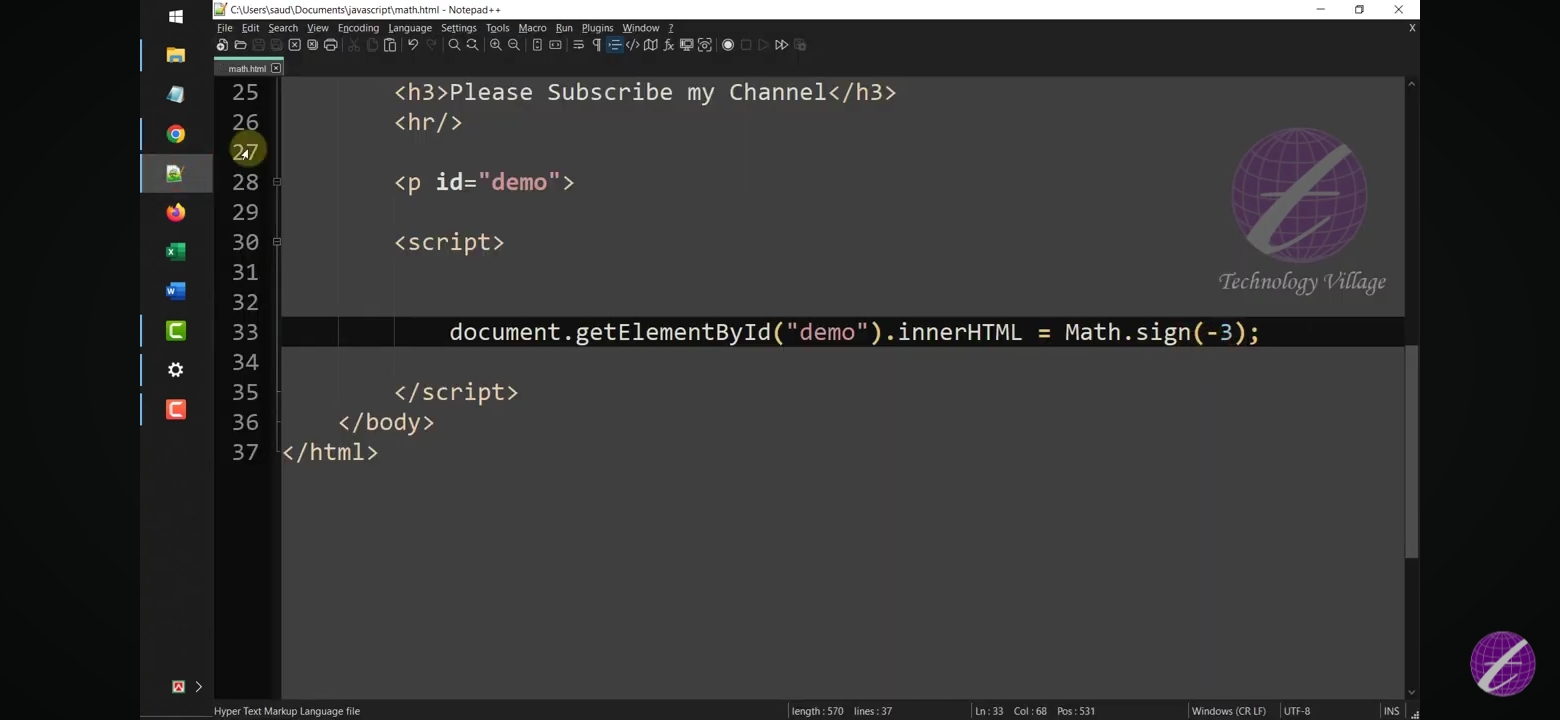 C:\Users\saud\Documents\javascript\math.html - Notepad++
File Edit Search View Encoding Language Settings Tools Macro Run Plugins Window ? X
math.html
25 <h3>Please Subscribe my Channel</h3>
26 <hr/>
27
28 <p id="demo">
29
30 <script>
31
32
33 document.getElementById("demo").innerHTML = Math.sign(-3);
34
35 </script>
36 </body>
37 </html>
Technology Village
Hyper Text Markup Language file length : 570 lines : 37 Ln : 33 Col : 68 Pos : 531 Windows (CR LF) UTF-8 INS